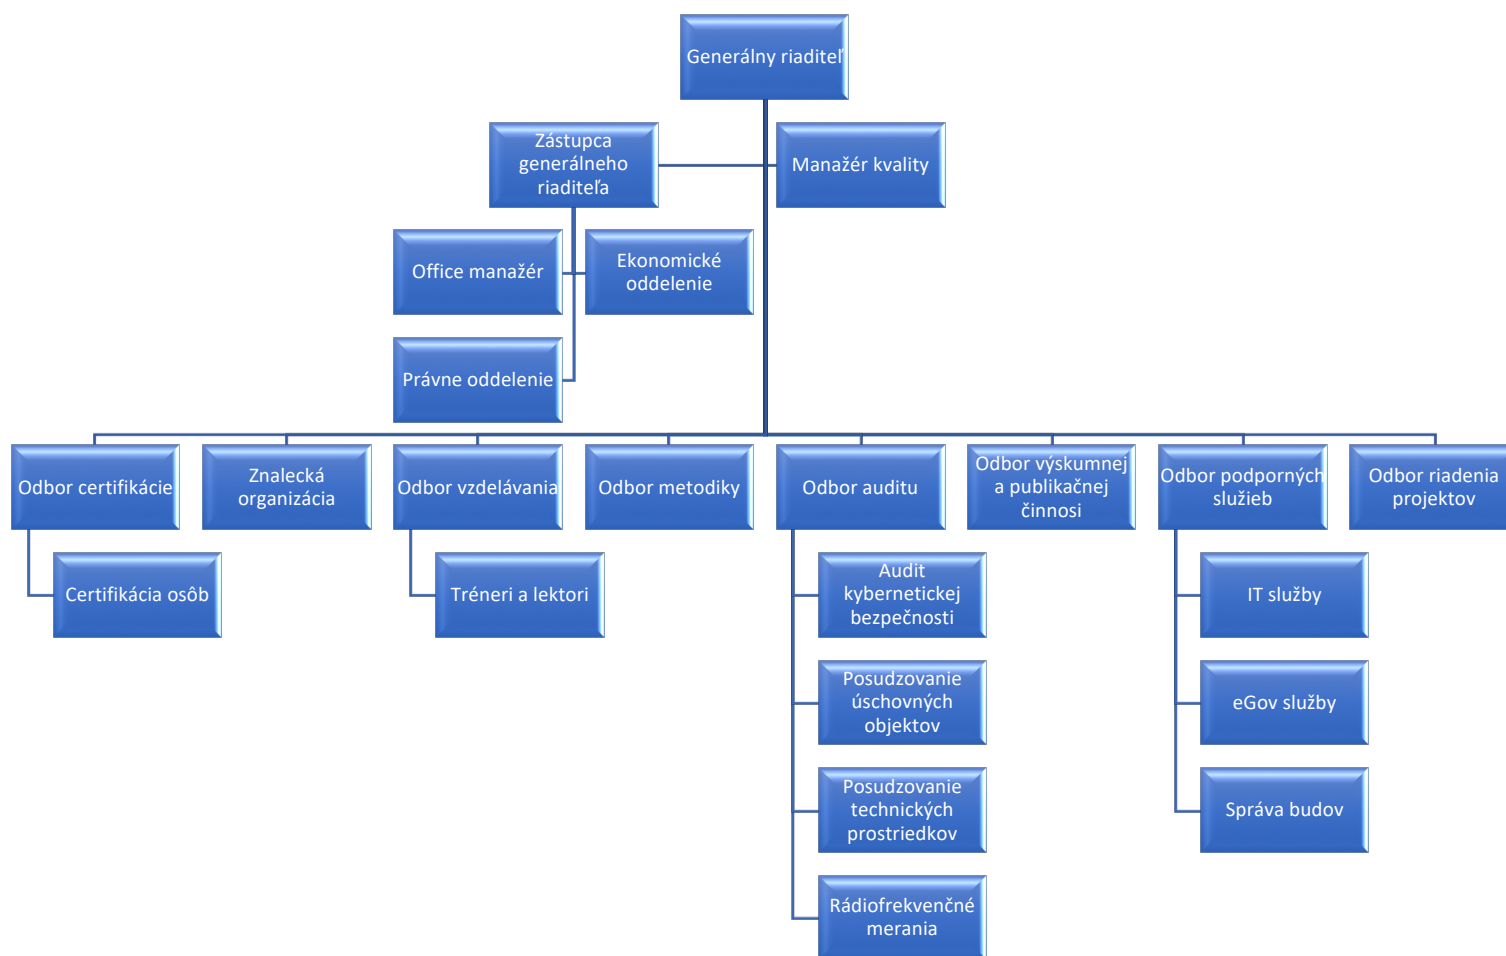 Generálny riaditeľ
Zástupca
generálneho
riaditeľa
Manažér kvality
Office manažér
Ekonomické
oddelenie
Právne oddelenie
Odbor certifikácie
Znalecká
organizácia
Odbor vzdelávania
Odbor metodiky
Odbor auditu
Odbor výskumnej
a publikačnej
činnosi
Odbor podporných
služieb
Odbor riadenia
projektov
Certifikácia osôb
Tréneri a lektori
Audit
kybernetickej
bezpečnosti
IT služby
Posudzovanie
úschovných
objektov
eGov služby
Posudzovanie
technických
prostriedkov
Správa budov
Rádiofrekvenčné
merania